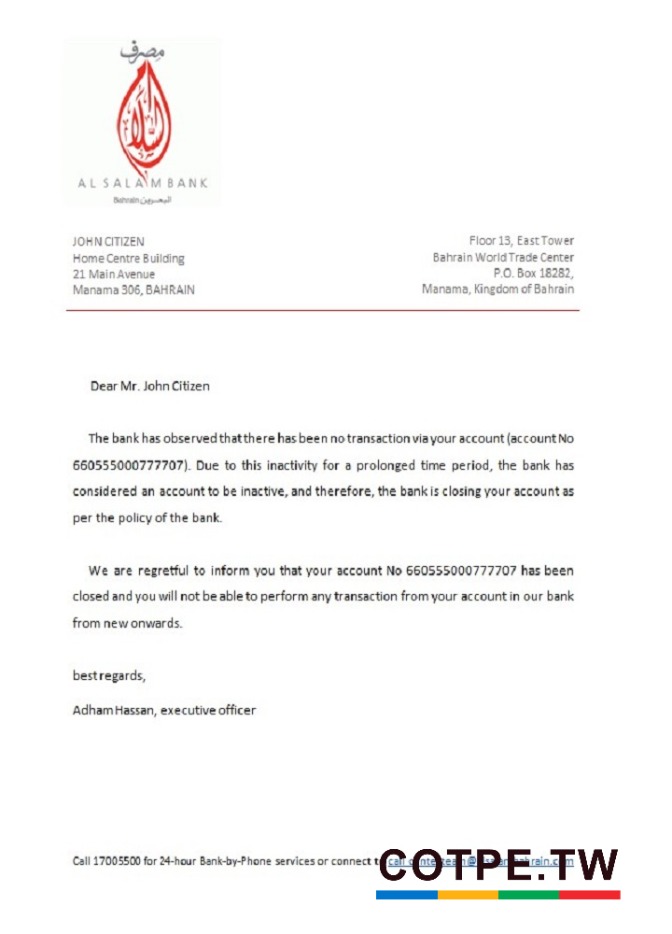 مصرف
السلام
AL SALAM BANK
Bahrain البحرين
JOHN CITIZEN
Home Centre Building
21 Main Avenue
Manama 306, BAHRAIN
Floor 13, East Tower
Bahrain World Trade Center
P.O. Box 18282,
Manama, Kingdom of Bahrain
Dear Mr. John Citizen
The bank has observed that there has been no transaction via your account (account No
660555000777707). Due to this inactivity for a prolonged time period, the bank has
considered an account to be inactive, and therefore, the bank is closing your account as
per the policy of the bank.
We are regretful to inform you that your account No 660555000777707 has been
closed and you will not be able to perform any transaction from your account in our bank
from new onwards.
best regards,
Adham Hassan, executive officer
Call 17005500 for 24-hour Bank-by-Phone services or connect
COTPE.TW